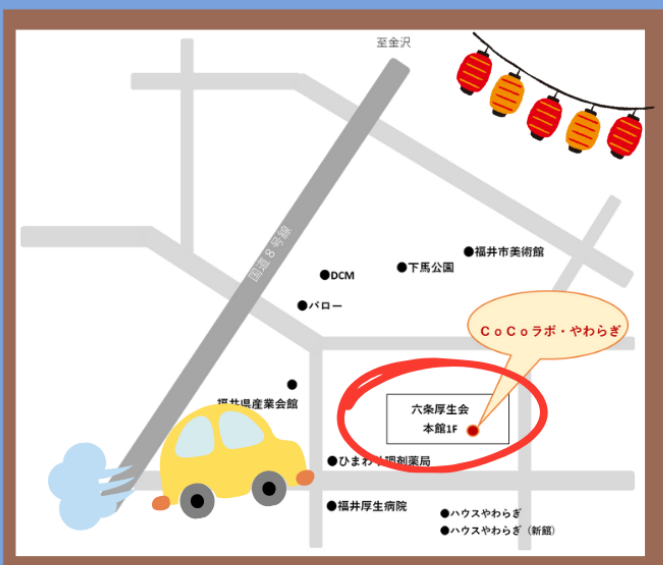 至金沢
国道８号線
●福井市美術館
●下馬公園
●DCM
●バロー
ＣｏＣｏラボ・やわらぎ
福井県産業会館
六条厚生会
本館1F
●ひまわり調剤薬局
●福井厚生病院
●ハウスやわらぎ
●ハウスやわらぎ（新館）